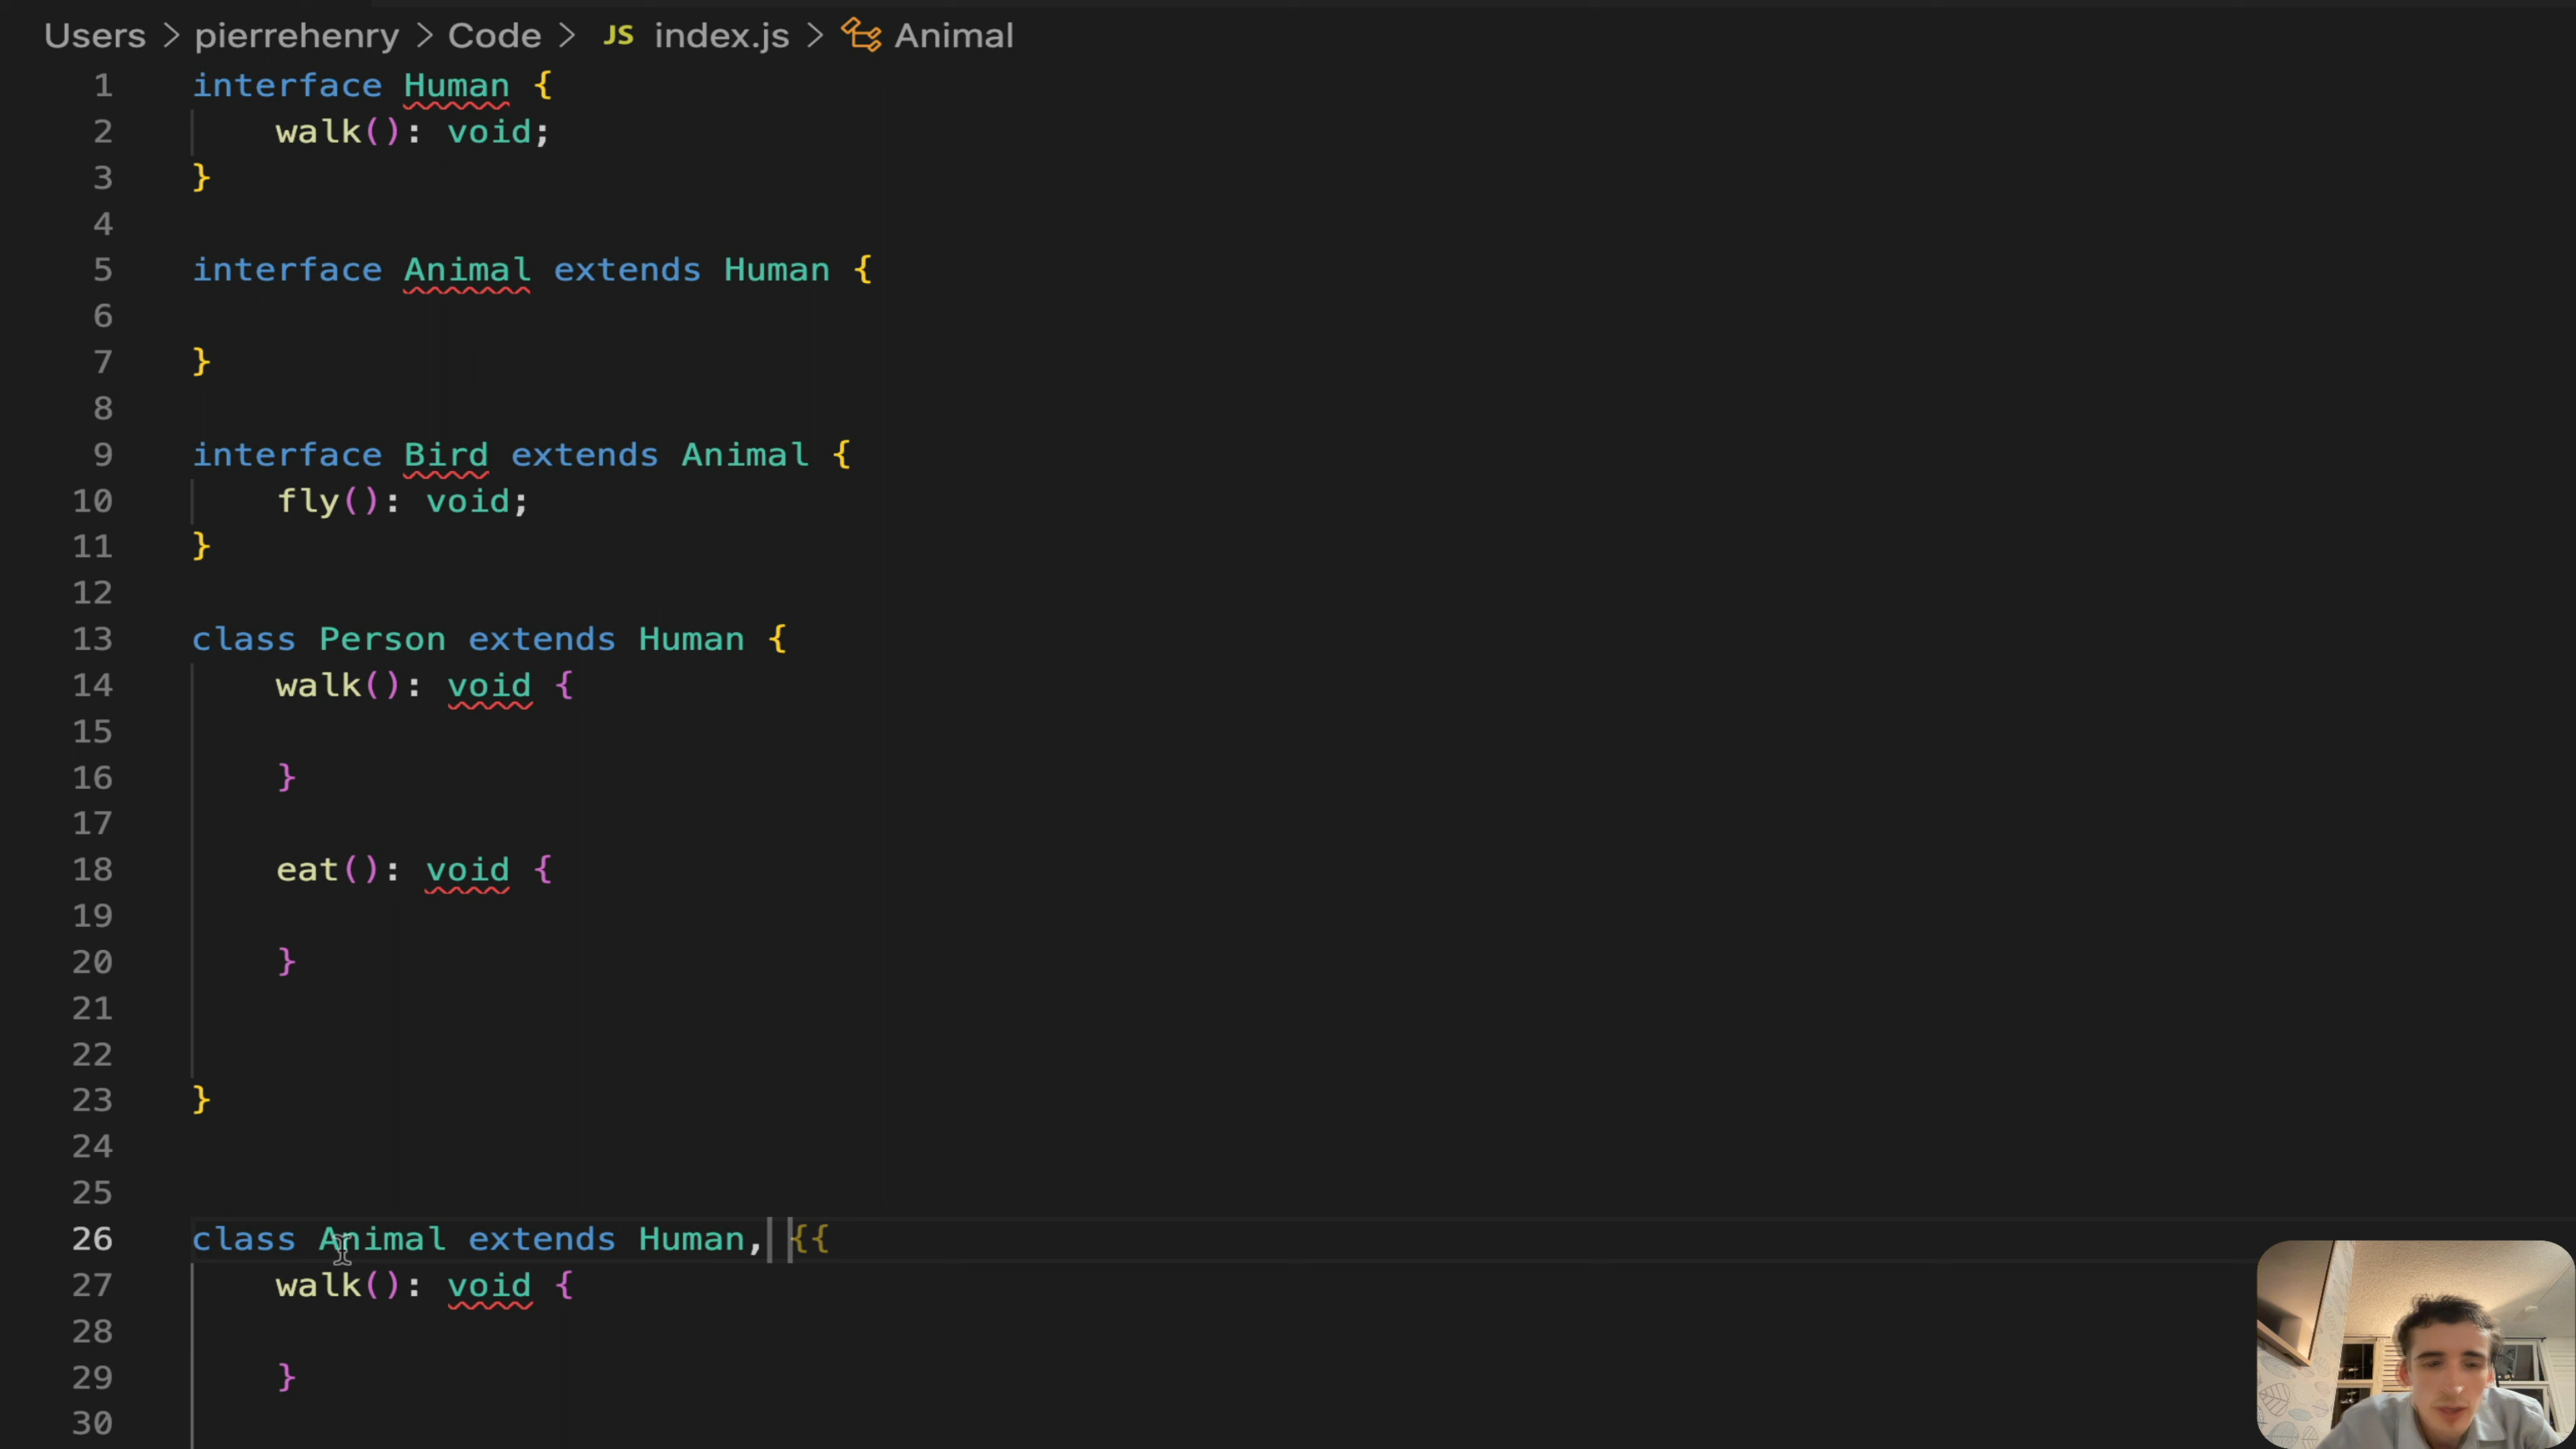 Users > pierrehenry > Code > JS index.js > Animal
1 interface Human {
2 walk(): void;
3 }
4
5 interface Animal extends Human {
6
7 }
8
9 interface Bird extends Animal {
10 fly(): void;
11 }
12
13 class Person extends Human {
14 walk(): void {
15
16 }
17
18 eat(): void {
19
20 }
21
22
23 }
24
25
26 class Animal extends Human, {{
27 walk(): void {
28
29 }
30